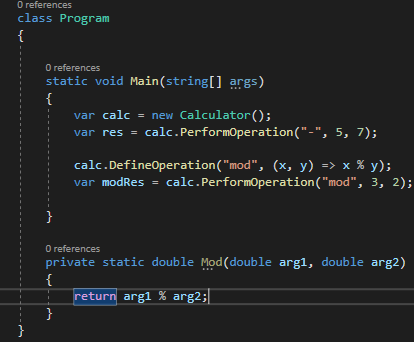 0 references
class Program
{
0 references
static void Main(string[] args)
{
var calc = new Calculator();
var res = calc.PerformOperation("-", 5, 7);
calc.DefineOperation("mod", (x, y) => x % y);
var modRes = calc.PerformOperation("mod", 3, 2);
}
0 references
private static double Mod(double arg1, double arg2)
{
return arg1 % arg2;
}
}